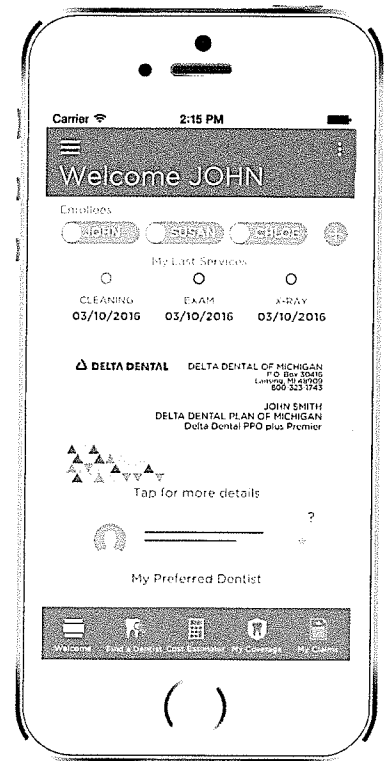 Carrier 2:15 PM
Welcome JOHN
Enrollees
JOHN SUSAN CHLOE +
My Last Services
CLEANING EXAM X-RAY
03/10/2016 03/10/2016 03/10/2016
DELTA DENTAL DELTA DENTAL OF MICHIGAN
P.O. Box 30416
Lansing, MI 48909
800 323 1743
JOHN SMITH
DELTA DENTAL PLAN OF MICHIGAN
Delta Dental PPO plus Premier
Tap for more details
?
My Preferred Dentist
Welcome Find a Dentist Cost Estimator My Coverage My Claims